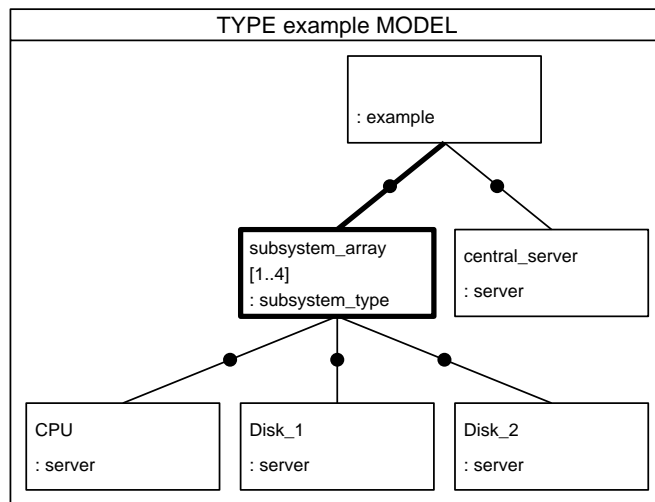 TYPE example MODEL
: example
subsystem_array
[1..4]
: subsystem_type
central_server
: server
CPU
: server
Disk_1
: server
Disk_2
: server